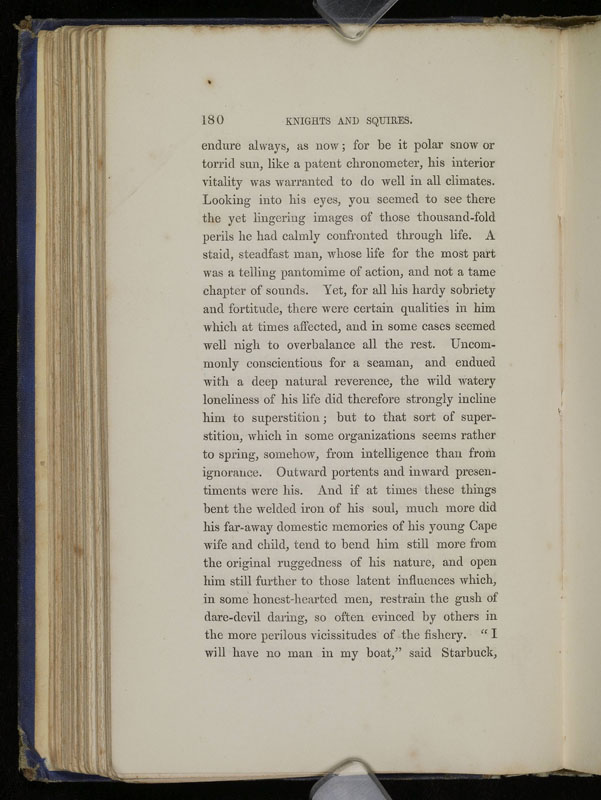 180 KNIGHTS AND SQUIRES.
endure always, as now; for be it polar snow or
torrid sun, like a patent chronometer, his interior
vitality was warranted to do well in all climates.
Looking into his eyes, you seemed to see there
the yet lingering images of those thousand-fold
perils he had calmly confronted through life. A
staid, steadfast man, whose life for the most part
was a telling pantomime of action, and not a tame
chapter of sounds. Yet, for all his hardy sobriety
and fortitude, there were certain qualities in him
which at times affected, and in some cases seemed
well nigh to overbalance all the rest. Uncom-
monly conscientious for a seaman, and endued
with a deep natural reverence, the wild watery
loneliness of his life did therefore strongly incline
him to superstition; but to that sort of super-
stition, which in some organizations seems rather
to spring, somehow, from intelligence than from
ignorance. Outward portents and inward presen-
timents were his. And if at times these things
bent the welded iron of his soul, much more did
his far-away domestic memories of his young Cape
wife and child, tend to bend him still more from
the original ruggedness of his nature, and open
him still further to those latent influences which,
in some honest-hearted men, restrain the gush of
dare-devil daring, so often evinced by others in
the more perilous vicissitudes of the fishery. “I
will have no man in my boat,” said Starbuck,